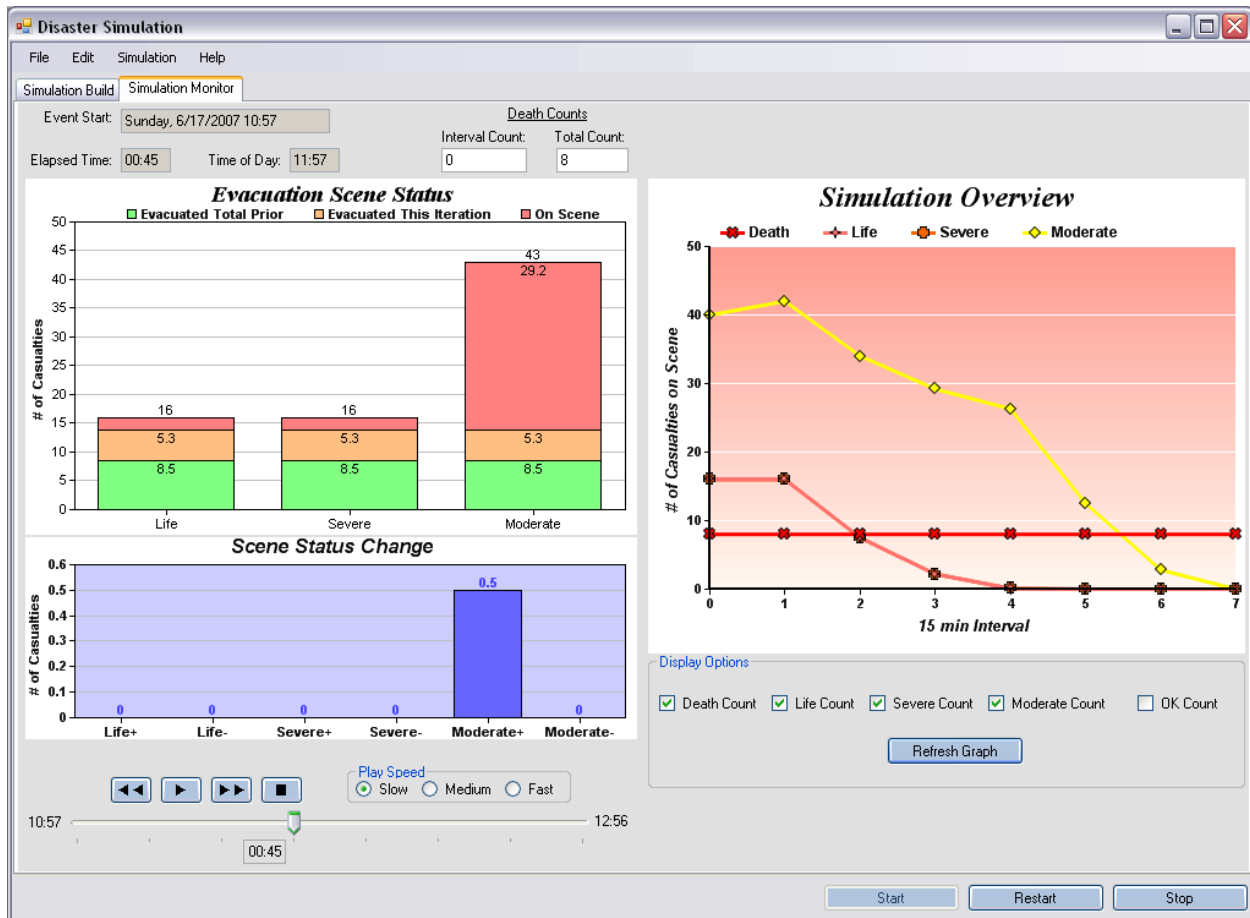 Disaster Simulation
File Edit Simulation Help
Simulation Build Simulation Monitor
Event Start: Sunday, 6/17/2007 10:57
Death Counts
Interval Count: Total Count:
Elapsed Time: 00:45 Time of Day: 11:57 0 8
Evacuation Scene Status
Evacuated Total Prior Evacuated This Iteration On Scene
50
45
40
35
30
25
20
15
10
5
0
# of Casualties
16
5.3
8.5
16
5.3
8.5
43
29.2
5.3
8.5
Life Severe Moderate
Scene Status Change
0.6
0.5
0.4
0.3
0.2
0.1
0
# of Casualties
0 0 0 0 0.5 0
Life+ Life- Severe+ Severe- Moderate+ Moderate-
Play Speed
Slow Medium Fast
10:57 12:56
00:45
Simulation Overview
Death Life Severe Moderate
50
40
30
20
10
0
# of Casualties on Scene
0 1 2 3 4 5 6 7
15 min Interval
Display Options
Death Count Life Count Severe Count Moderate Count OK Count
Refresh Graph
Start Restart Stop